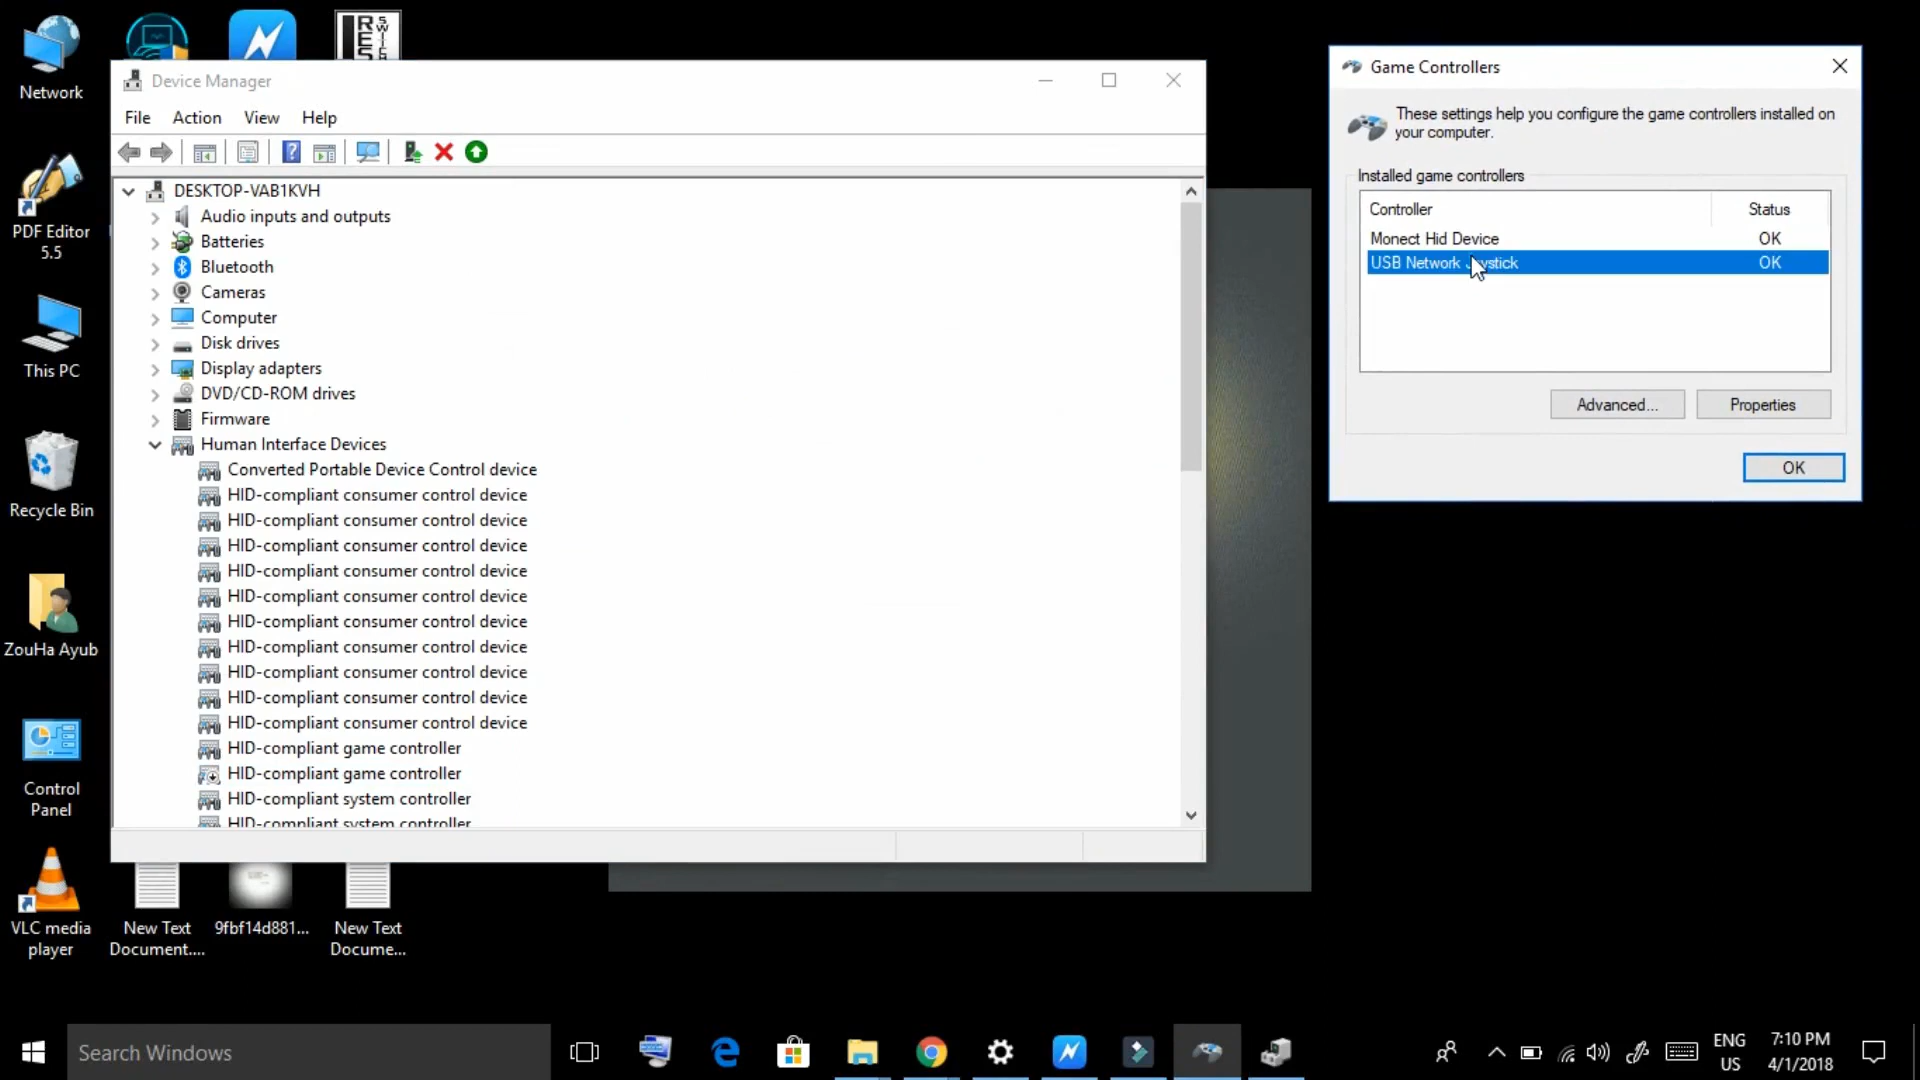 RES
SWITC
Network
PDF Editor
5.5
This PC
Recycle Bin
ZouHa Ayub
Control
Panel
VLC media
player
New Text
Document....
9fbf14d881...
New Text
Docume...
Device Manager
File Action View Help
DESKTOP-VAB1KVH
Audio inputs and outputs
Batteries
Bluetooth
Cameras
Computer
Disk drives
Display adapters
DVD/CD-ROM drives
Firmware
Human Interface Devices
Converted Portable Device Control device
HID-compliant consumer control device
HID-compliant consumer control device
HID-compliant consumer control device
HID-compliant consumer control device
HID-compliant consumer control device
HID-compliant consumer control device
HID-compliant consumer control device
HID-compliant consumer control device
HID-compliant consumer control device
HID-compliant consumer control device
HID-compliant game controller
HID-compliant game controller
HID-compliant system controller
HID-compliant system controller
Game Controllers
These settings help you configure the game controllers installed on
your computer.
Installed game controllers
Controller Status
Monect Hid Device OK
USB Network Joystick OK
Advanced...
Properties
OK
Search Windows
ENG
US
7:10 PM
4/1/2018